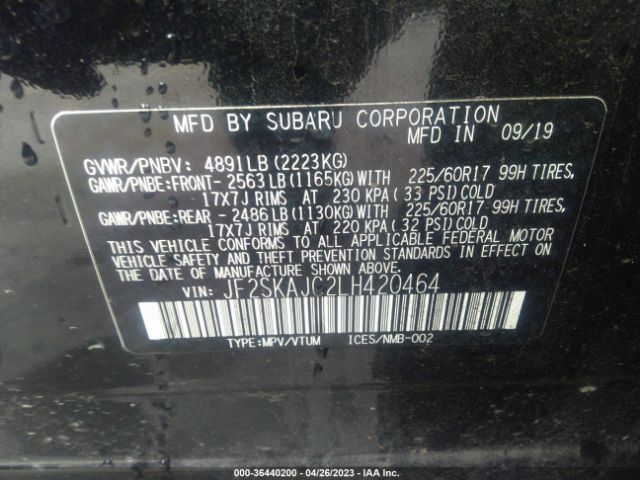 MFD BY SUBARU CORPORATION
MFD IN 09/19
GVWR/PNBV: 4891LB(2223KG)
GAWR/PNBE:FRONT- 2563LB(1165KG)WITH 225/60R17 99H TIRES,
17X7J RIMS AT 230 KPA(33 PSI)COLD
GAWR/PNBE:REAR - 2486LB(1130KG)WITH 225/60R17 99H TIRES,
17X7J RIMS AT 220 KPA(32 PSI)COLD
THIS VEHICLE CONFORMS TO ALL APPLICABLE FEDERAL MOTOR
VEHICLE SAFETY AND THEFT PREVENTION STANDARDS IN EFFECT ON
THE DATE OF MANUFACTURE SHOWN ABOVE.
VIN: JF2SKAJC2LH420464
TYPE:MPV/VTUM ICES/NMB-002
000-36440200 - 04/26/2023 - IAA Inc.